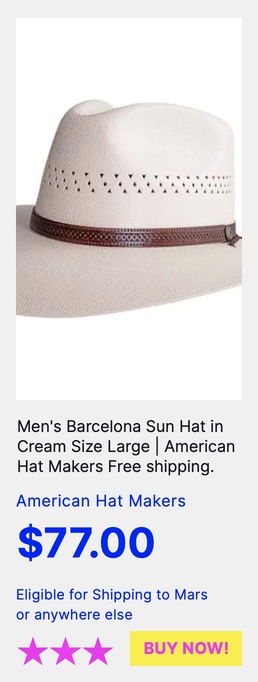 Men's Barcelona Sun Hat in
Cream Size Large | American
Hat Makers Free shipping.
American Hat Makers
$77.00
Eligible for Shipping to Mars
or anywhere else
BUY NOW!